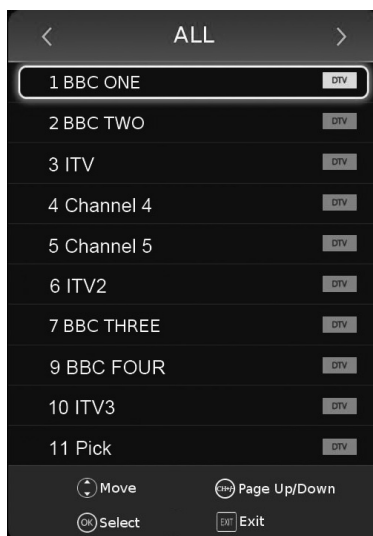 ALL
1 BBC ONE DTV
2 BBC TWO DTV
3 ITV DTV
4 Channel 4 DTV
5 Channel 5 DTV
6 ITV2 DTV
7 BBC THREE DTV
9 BBC FOUR DTV
10 ITV3 DTV
11 Pick DTV
Move CH+/- Page Up/Down
OK Select EXIT Exit